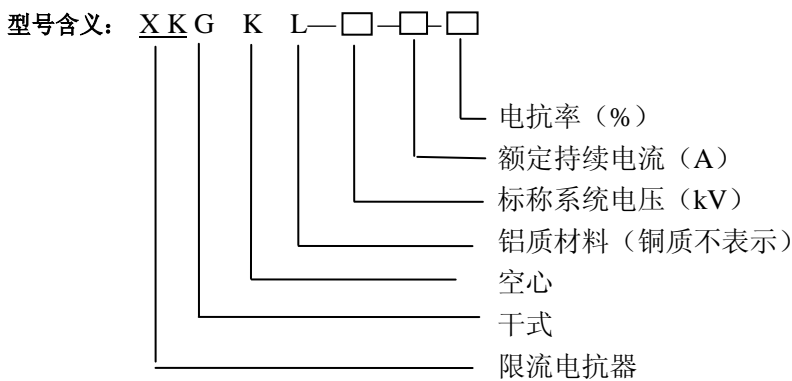 型号含义： X K G K L—□—□—□
电抗率（%）
额定持续电流（A）
标称系统电压（kV）
铝质材料（铜质不表示）
空心
干式
限流电抗器